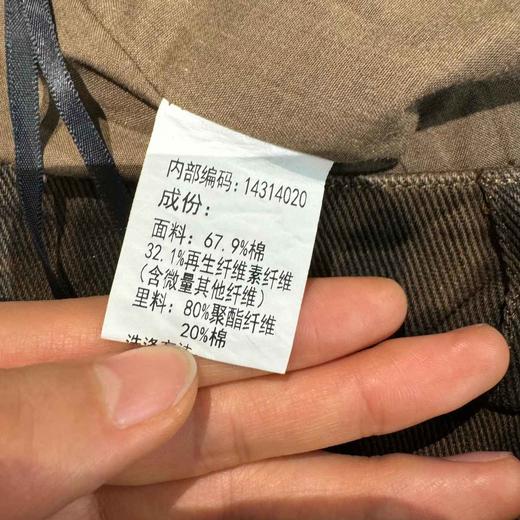 内部编码:14314020
成份:
面料:67.9%棉
32.1%再生纤维素纤维
(含微量其他纤维)
里料:80%聚酯纤维
20%棉